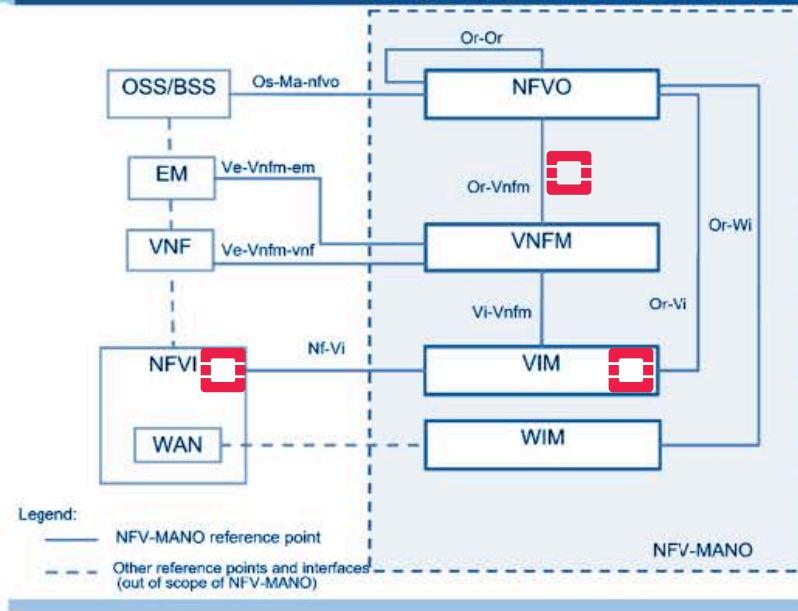 Or-Or
OSS/BSS
Os-Ma-nfvo
NFVO
EM
Ve-Vnfm-em
Or-Vnfm
VNF
Ve-Vnfm-vnf
VNFM
Or-Wi
Vi-Vnfm
Or-Vi
NFVI
Nf-Vi
VIM
WAN
WIM
Legend:
NFV-MANO reference point
Other reference points and interfaces
(out of scope of NFV-MANO)
NFV-MANO